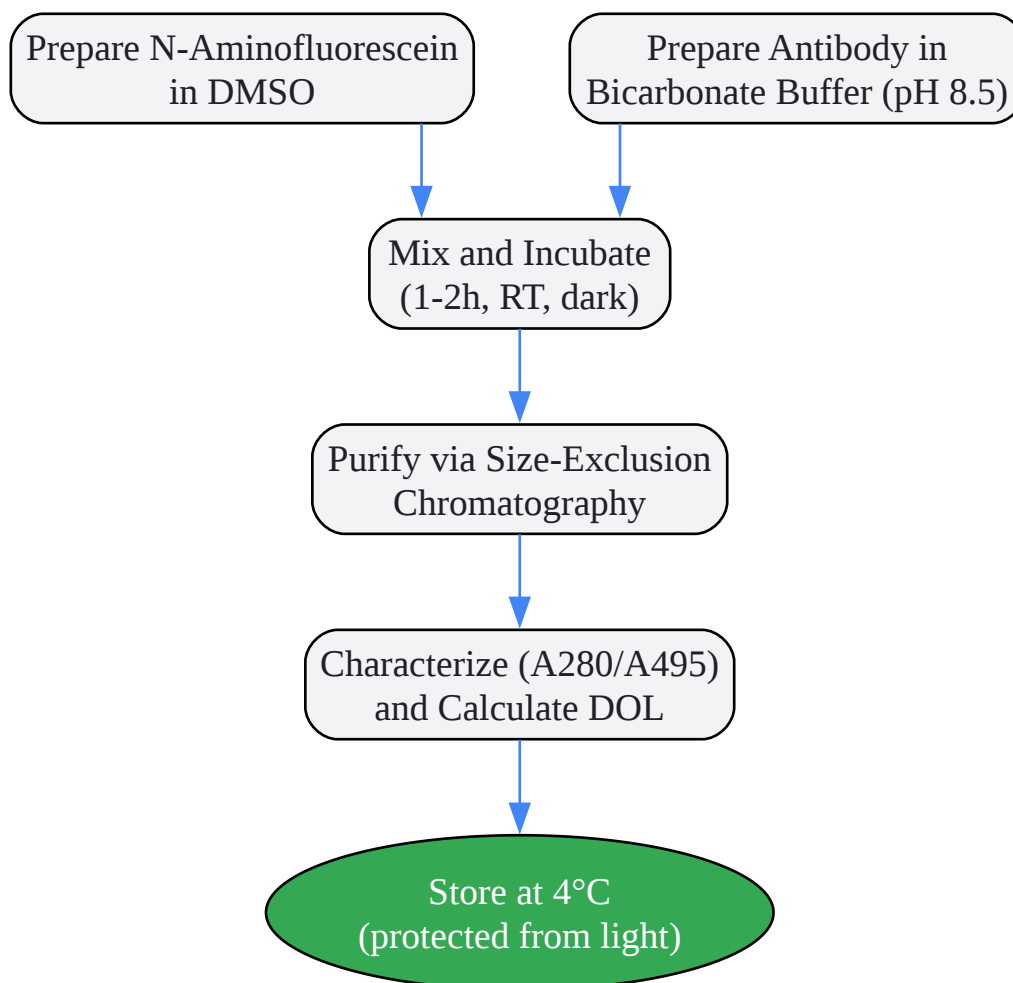 Prepare N-Aminofluorescein
in DMSO
Prepare Antibody in
Bicarbonate Buffer (pH 8.5)
Mix and Incubate
(1-2h, RT, dark)
Purify via Size-Exclusion
Chromatography
Characterize (A280/A495)
and Calculate DOL
Store at 4°C
(protected from light)